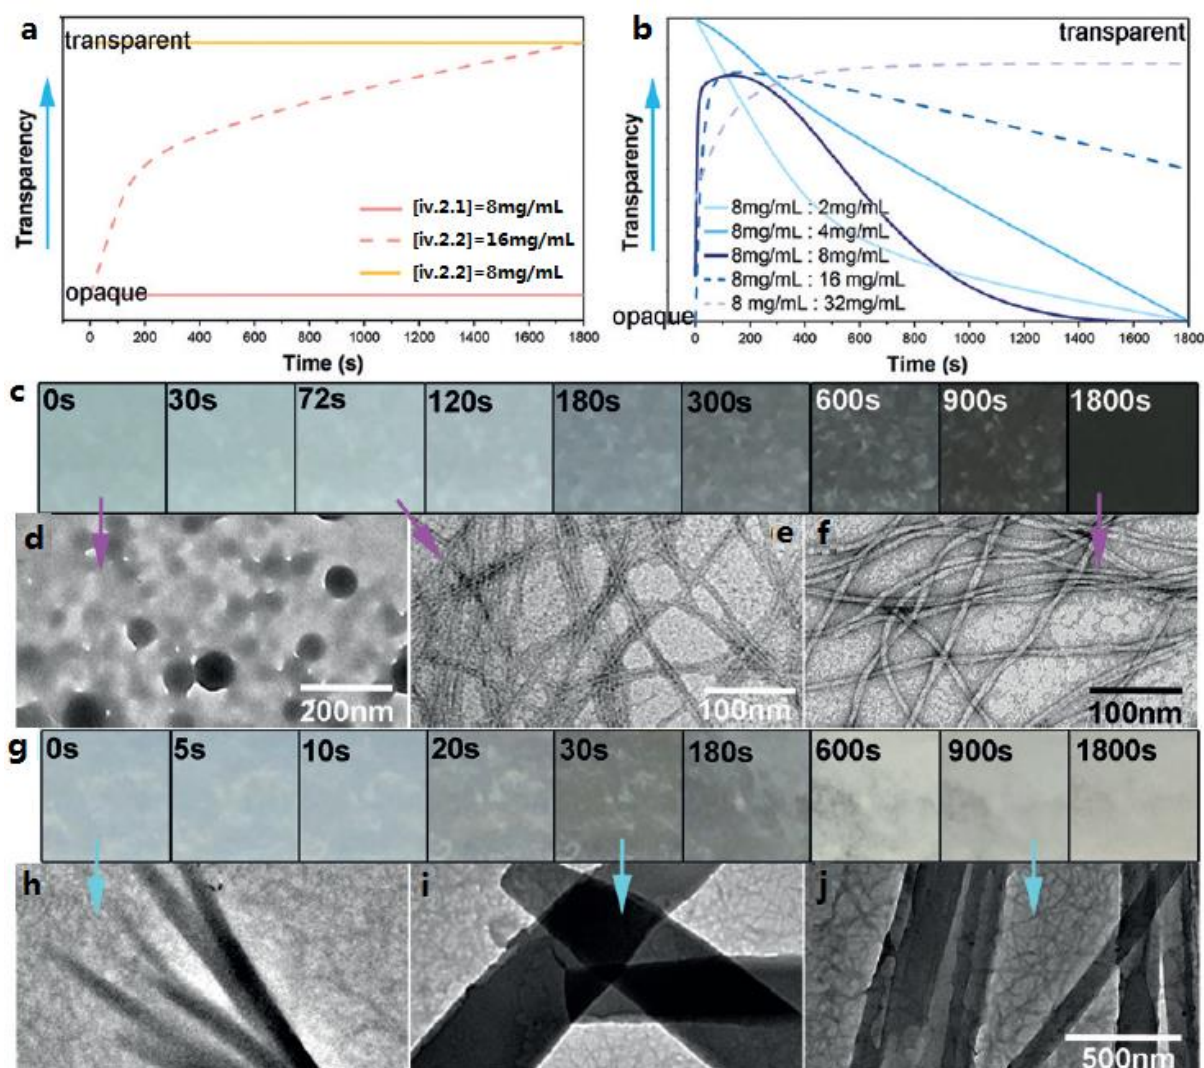 a
transparent
Transparency
[iv.2.1]=8mg/mL
[iv.2.2]=16mg/mL
[iv.2.2]=8mg/mL
opaque
0 200 400 600 800 1000 1200 1400 1600 1800
Time (s)
b
transparent
Transparency
8mg/mL : 2mg/mL
8mg/mL : 4mg/mL
8mg/mL : 8mg/mL
8mg/mL : 16 mg/mL
8 mg/mL : 32mg/mL
opaque
0 200 400 600 800 1000 1200 1400 1600 1800
Time (s)
c
0s 30s 72s 120s 180s 300s 600s 900s 1800s
d
200nm
e
100nm
f
100nm
g
0s 5s 10s 20s 30s 180s 600s 900s 1800s
h
i
j
500nm